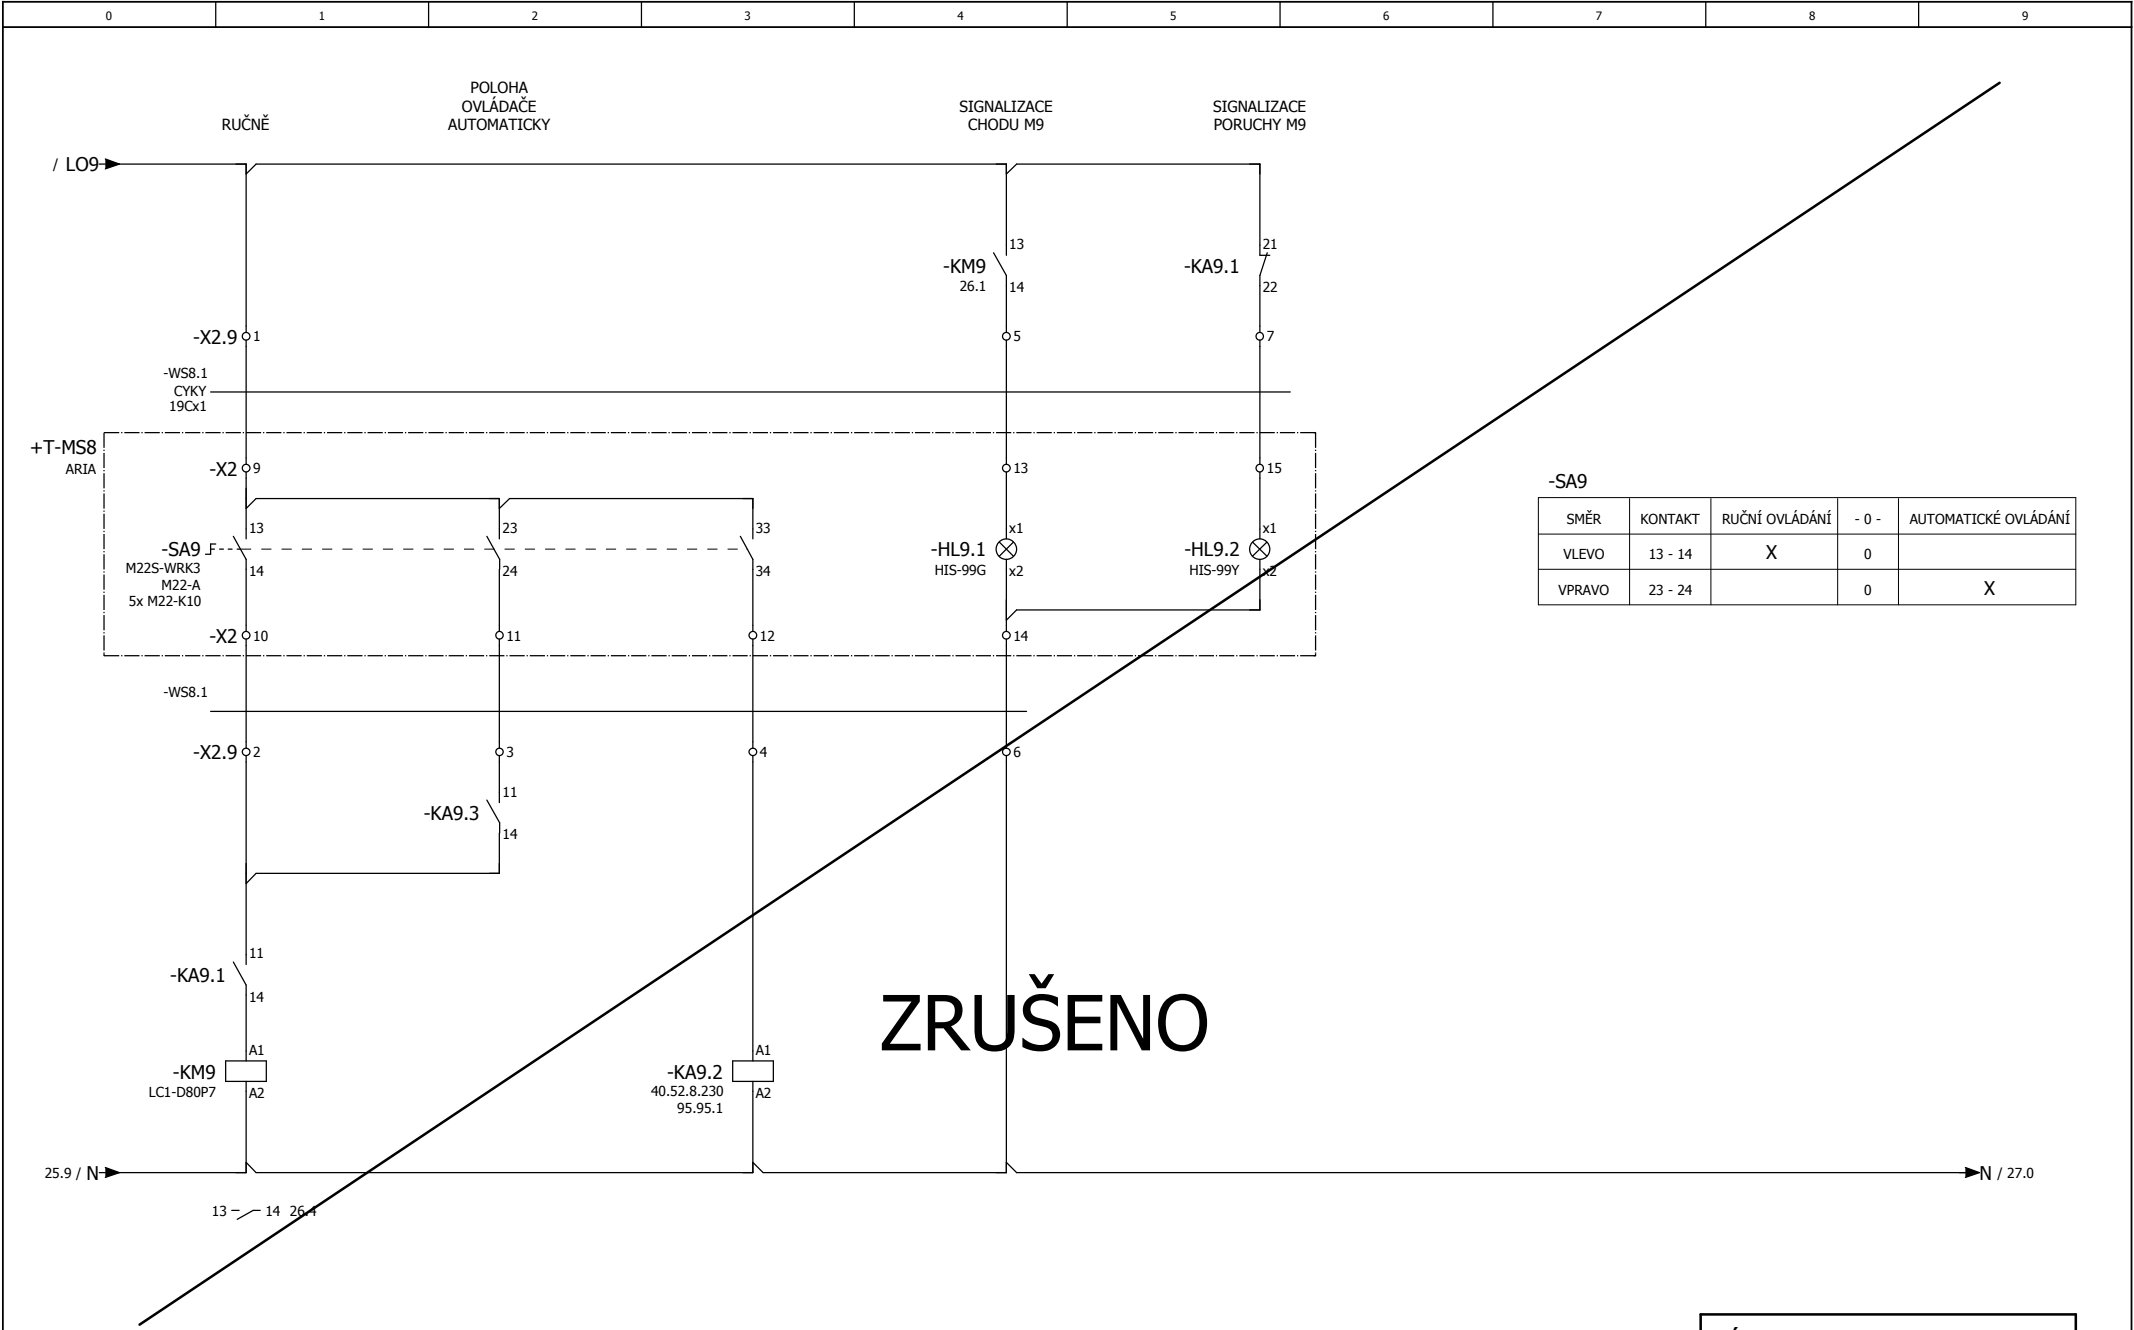 0 1 2 3 4 5 6 7 8 9
RUČNĚ
POLOHA
OVLÁDAČE
AUTOMATICKY
SIGNALIZACE
CHODU M9
SIGNALIZACE
PORUCHY M9
/ LO9
13
-KM9
26.1
14
21
-KA9.1
22
-X2.9 1
5
7
-WS8.1
CYKY
19Cx1
+T-MS8
ARIA
-X2 9
13
15
13
-SA9
M22S-WRK3
M22-A
5x M22-K10
14
23
24
33
34
x1
-HL9.1
HIS-99G
x2
x1
-HL9.2
HIS-99Y
x2
-X2 10
11
12
14
-SA9
SMĚR KONTAKT RUČNÍ OVLÁDÁNÍ - 0 - AUTOMATICKÉ OVLÁDÁNÍ
VLEVO 13 - 14 X 0
VPRAVO 23 - 24 0 X
-WS8.1
-X2.9 2
3
4
6
11
-KA9.3
14
11
-KA9.1
14
ZRUŠENO
A1
-KM9
LC1-D80P7
A2
A1
-KA9.2
40.52.8.230
95.95.1
A2
25.9 / N
N / 27.0
13 14 26.4